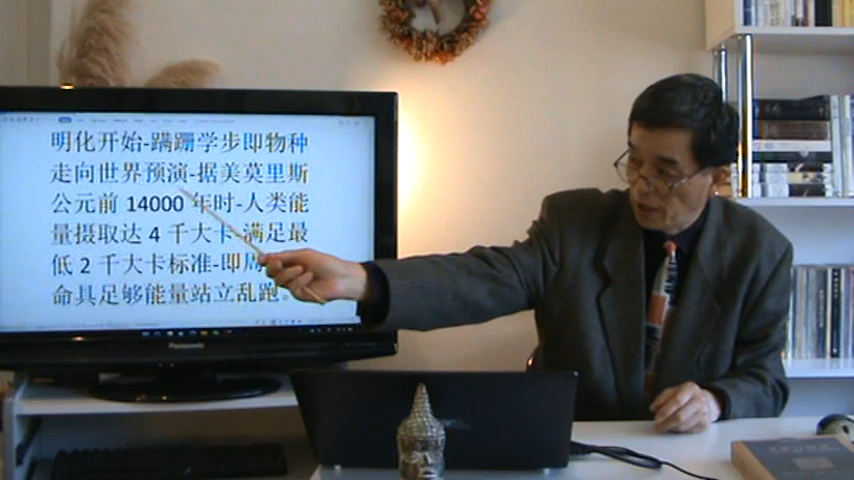 明化开始-蹒跚学步即物种
走向世界预演-据美莫里斯
公元前 14000 年时-人类能
量摄取达 4 千大卡-满足最
低 2 千大卡标准-即周
命具足够能量站立乱跑。
Panasonic